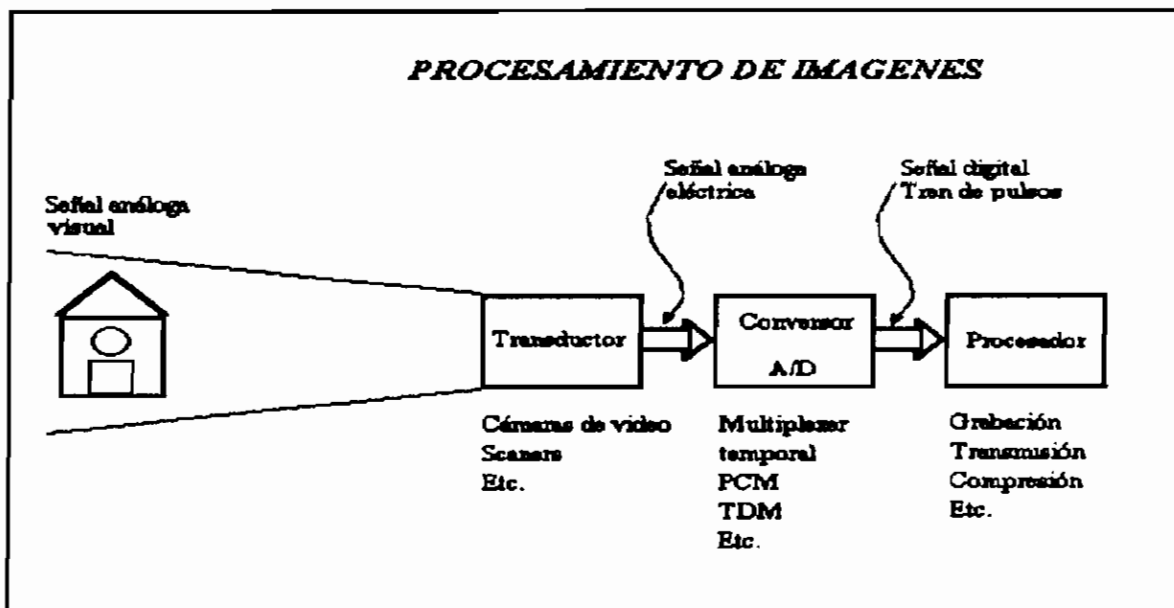 PROCESAMIENTO DE IMAGENES
Señal análoga
visual
Señal análoga
eléctrica
Señal digital
Tren de pulsos
Transductor
Conversor
A/D
Procesador
Cámaras de video
Scaners
Etc.
Multiplexer
temporal
PCM
TDM
Etc.
Grabación
Transmusión
Compresión
Etc.